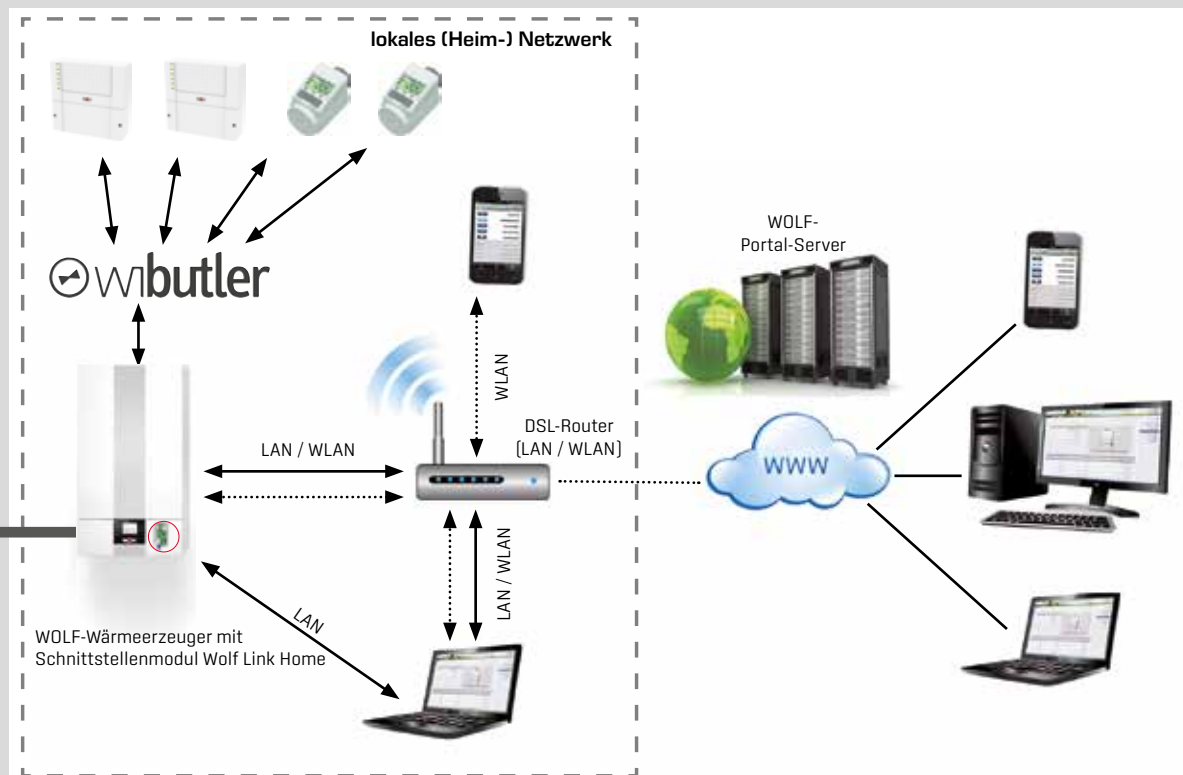 lokales (Heim-) Netzwerk
wibutler
WOLF-
Portal-Server
WLAN
DSL-Router
(LAN / WLAN)
LAN / WLAN
WWW
LAN / WLAN
LAN
WOLF-Wärmeerzeuger mit
Schnittstellenmodul Wolf Link Home